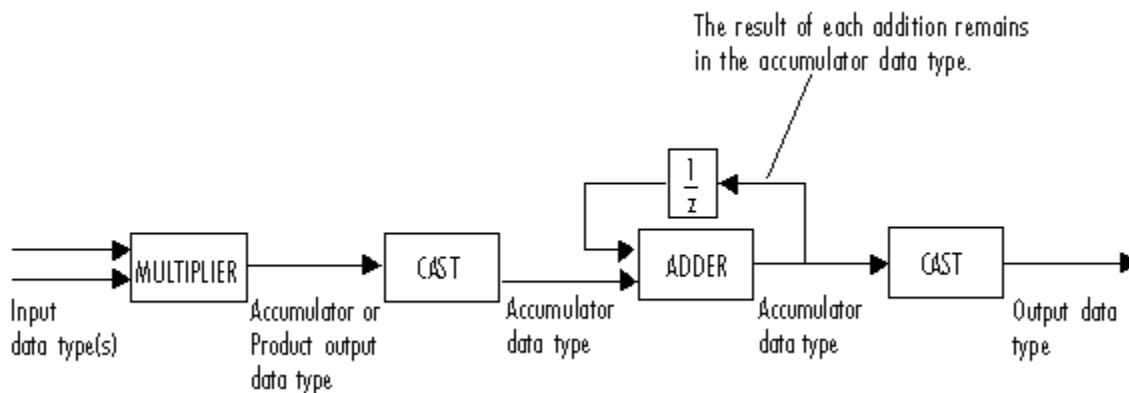 The result of each addition remains
in the accumulator data type.
1
z
MULTIPLIER
CAST
ADDER
CAST
Input
data type(s)
Accumulator or
Product output
data type
Accumulator
data type
Accumulator
data type
Output data
type